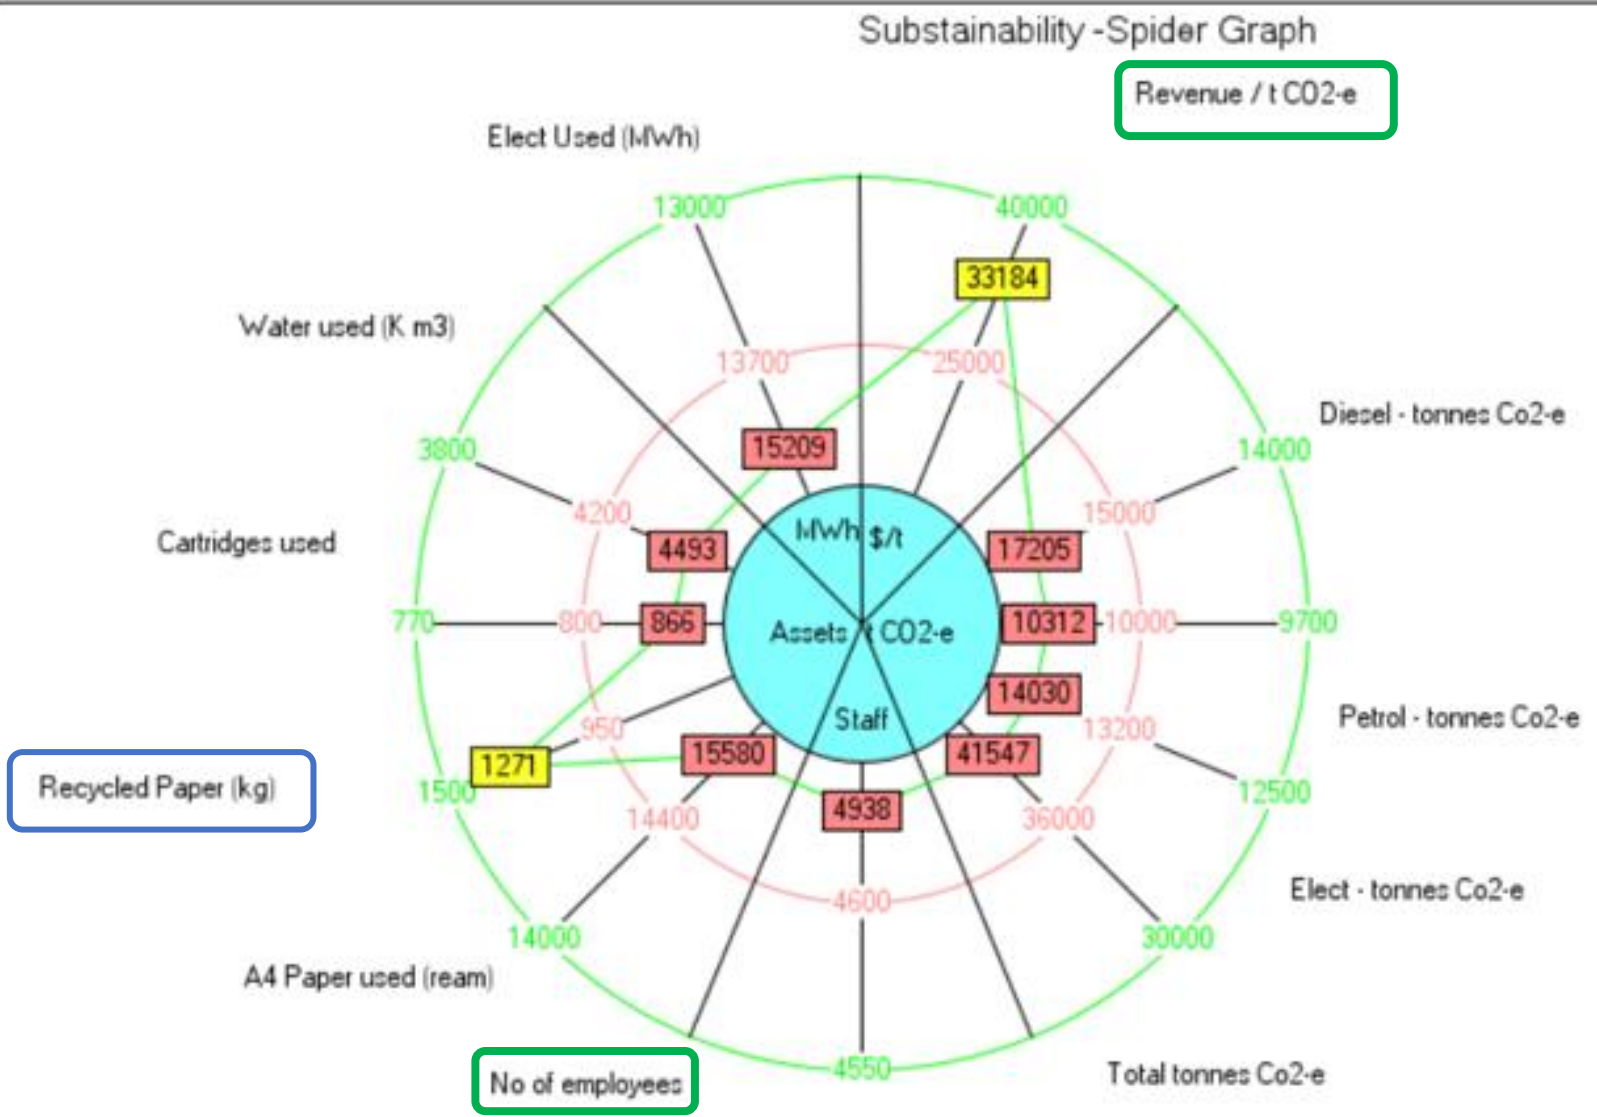 Substainability -Spider Graph
Revenue / t CO2-e
Elect Used (MWh)
13000
40000
33184
Water used (K m3)
13700
25000
Diesel - tonnes Co2-e
3800
15209
14000
4200
15000
Cartridges used
4493
MWh
$/t
17205
770
800
866
10312
10000
9700
Assets
t CO2-e
14030
Staff
Petrol - tonnes Co2-e
950
13200
15580
41547
1271
Recycled Paper (kg)
1500
12500
4938
14400
36000
Elect - tonnes Co2-e
4600
14000
30000
A4 Paper used (ream)
4550
No of empoyees
Total tonnes Co2-e